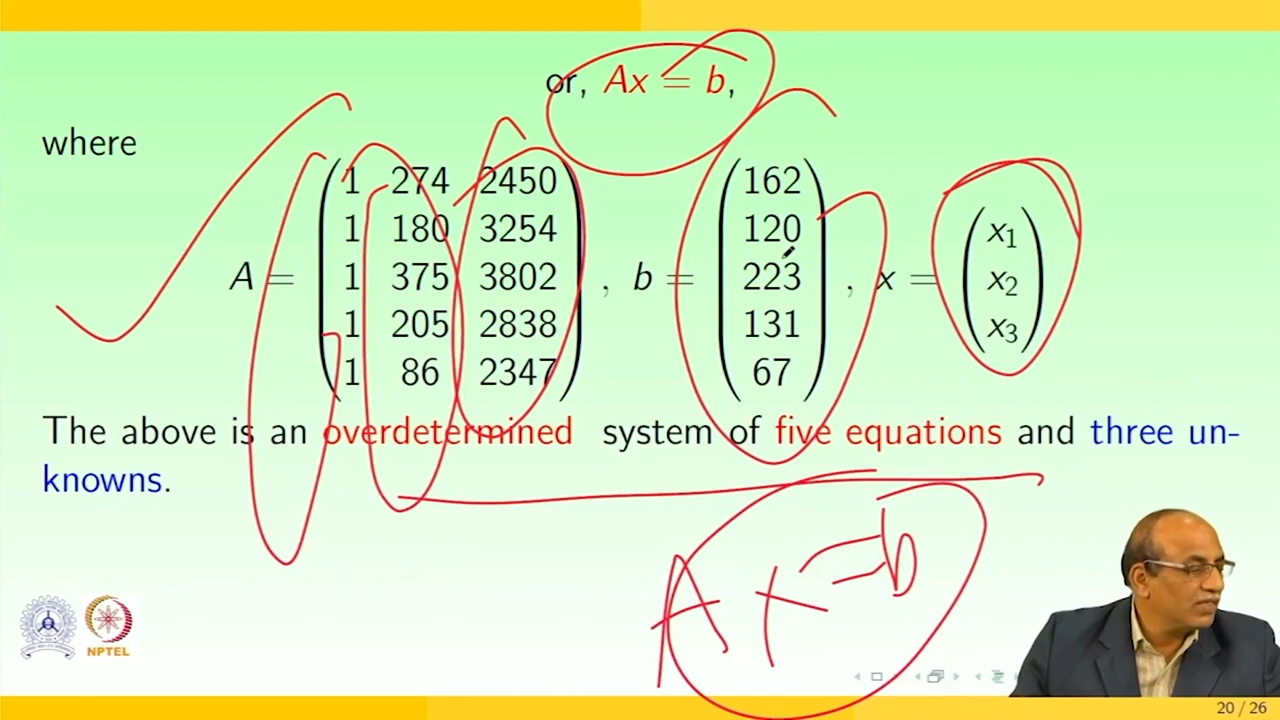 or, Ax = b,
where
A = ( 1 274 2450
1 180 3254
1 375 3802
1 205 2838
1 86 2347 ) , b = ( 162
120
223
131
67 ) , x = ( x₁
x₂
x₃ )
The above is an overdetermined system of five equations and three un-
knowns.
Ax=b
NPTEL
20 / 26